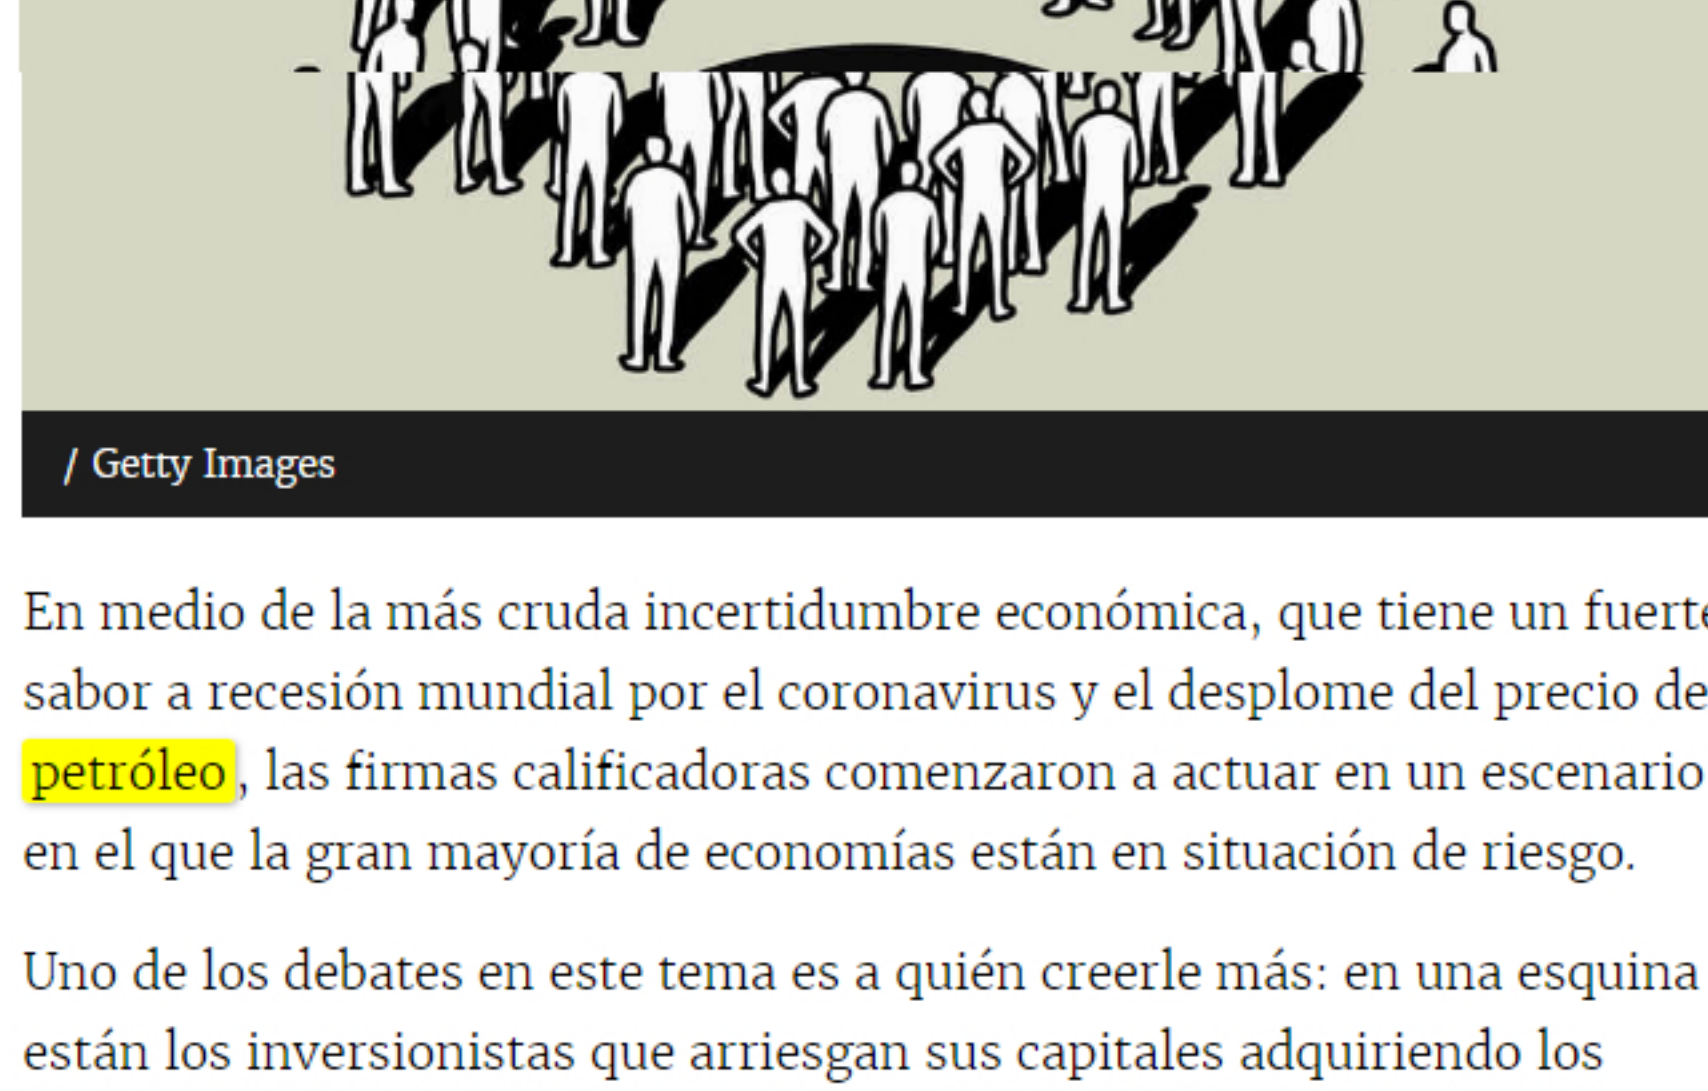 / Getty Images
En medio de la más cruda incertidumbre económica, que tiene un fuerte
sabor a recesión mundial por el coronavirus y el desplome del precio de
petróleo, las firmas calificadoras comenzaron a actuar en un escenario
en el que la gran mayoría de economías están en situación de riesgo.
Uno de los debates en este tema es a quién creerle más: en una esquina
están los inversionistas que arriesgan sus capitales adquiriendo los